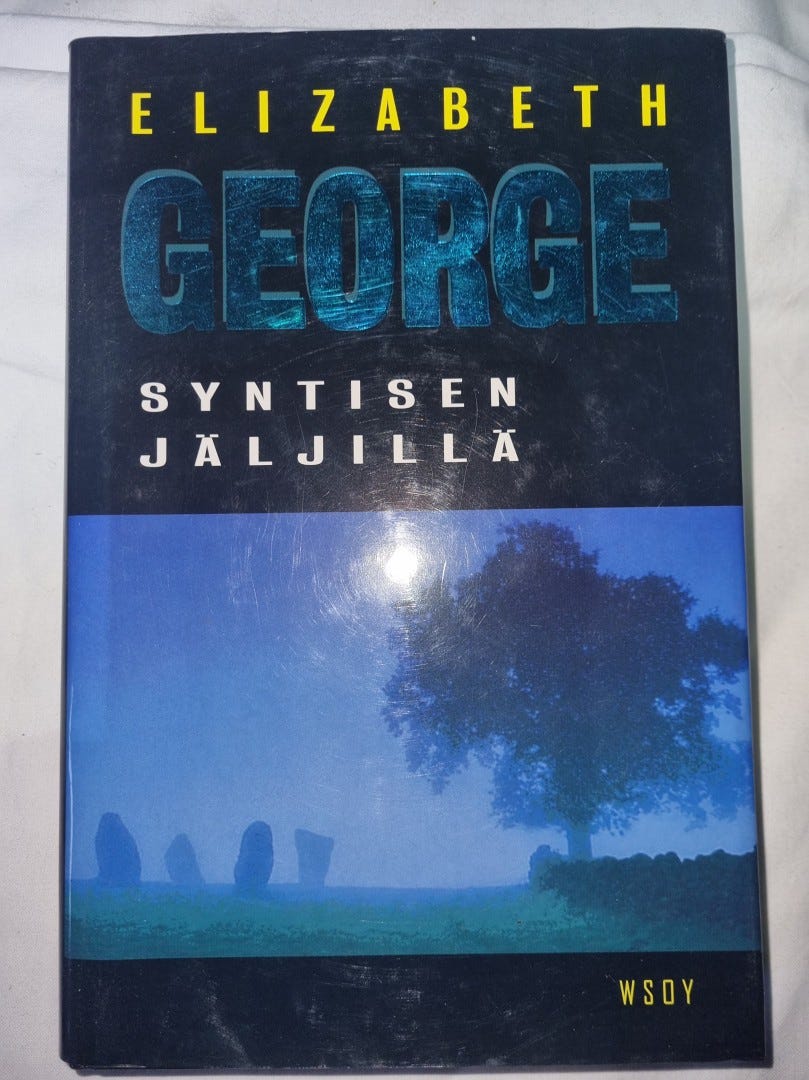 ELIZABETH
GEORGE
SYNTISEN
JÄLJILLÄ
WSOY